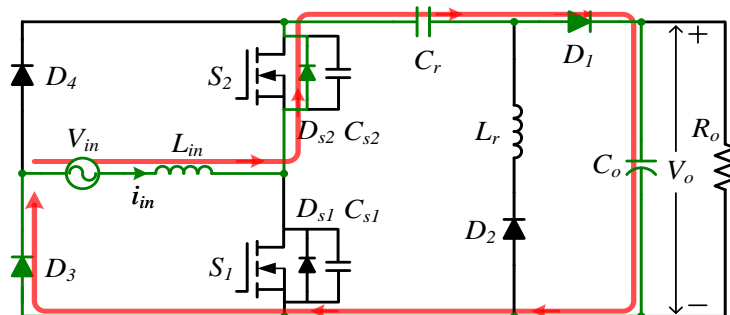 D4
S2
Cr
D1
+
Ds2 Cs2
Vin
Lin
Lr
Ro
Co
Vo
iin
Ds1 Cs1
D2
D3
S1
−